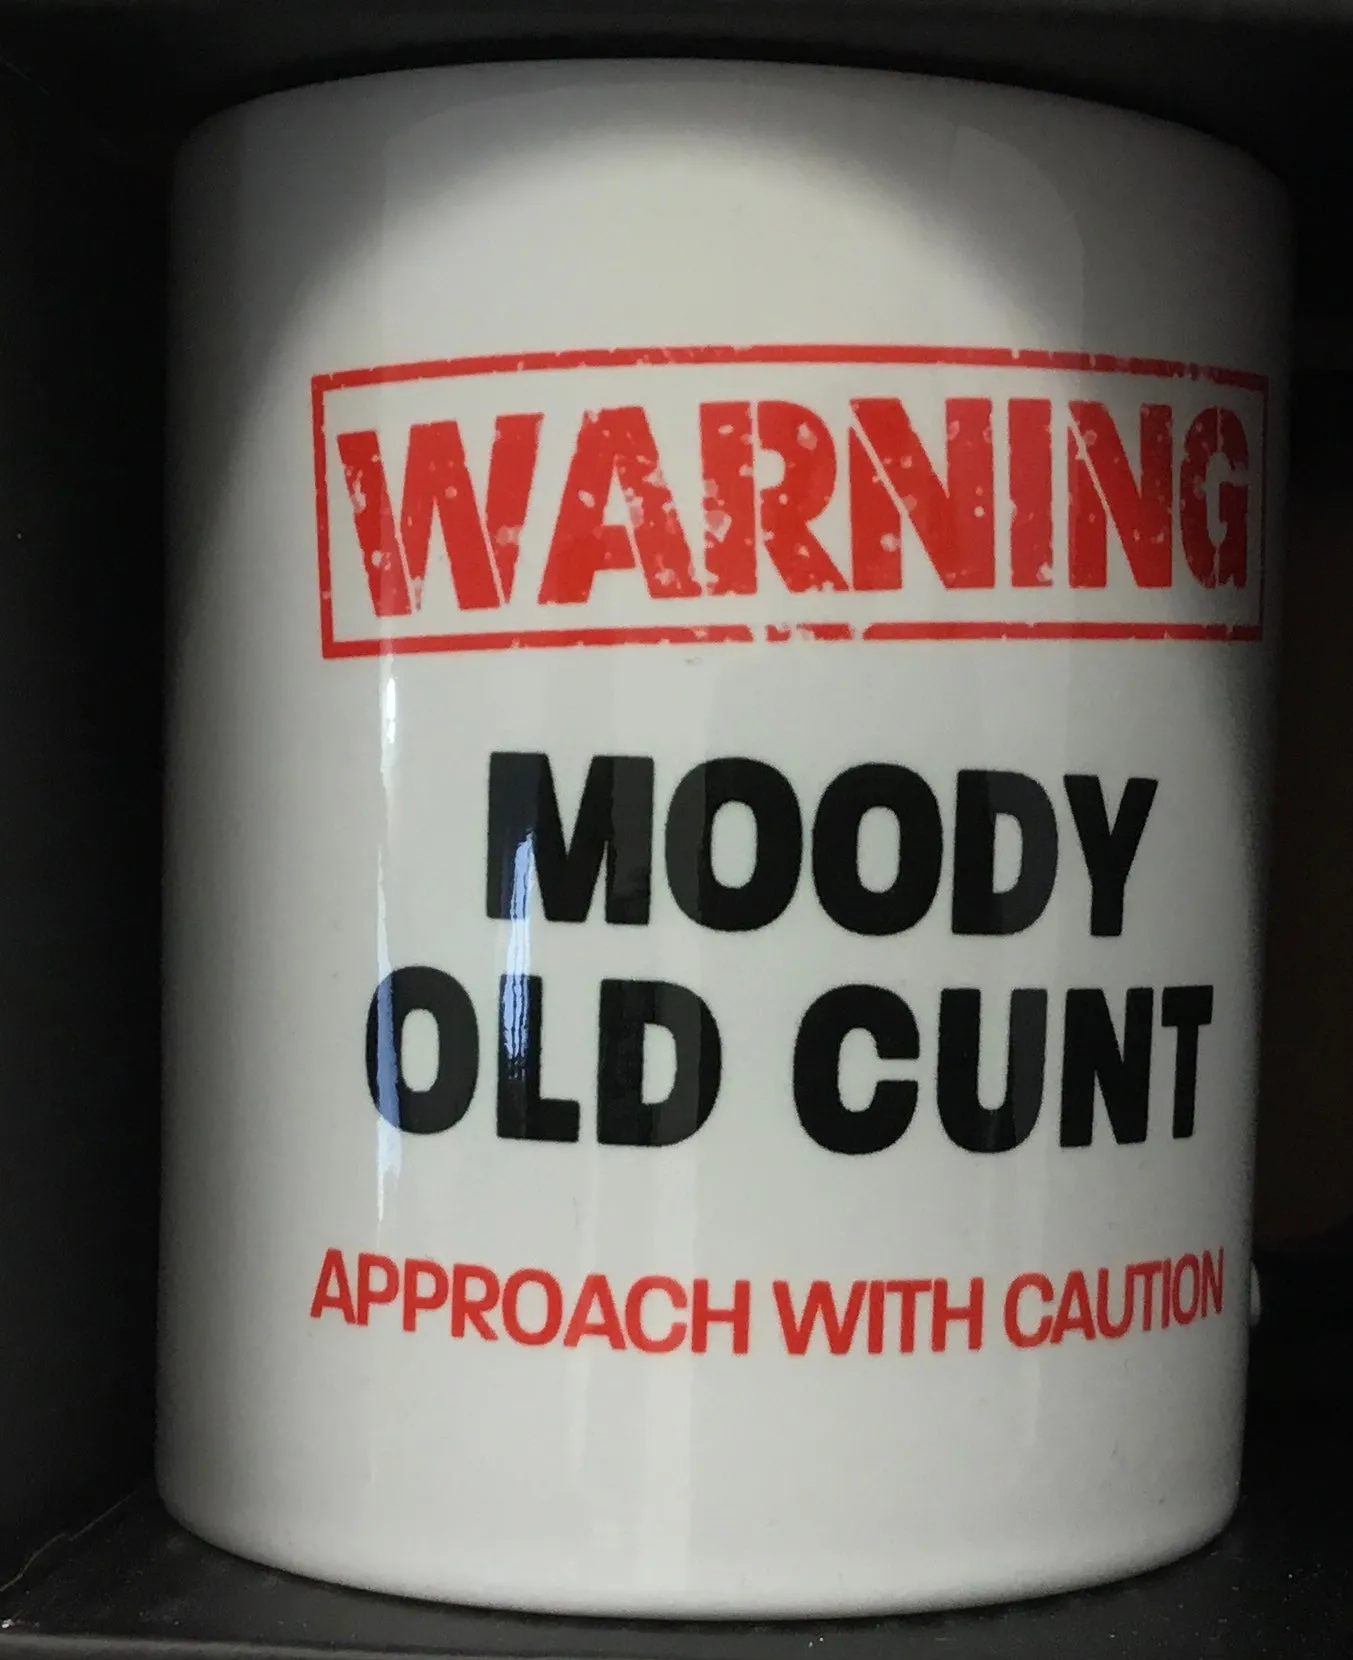 WARNING
MOODY
OLD CUNT
APPROACH WITH CAUTION